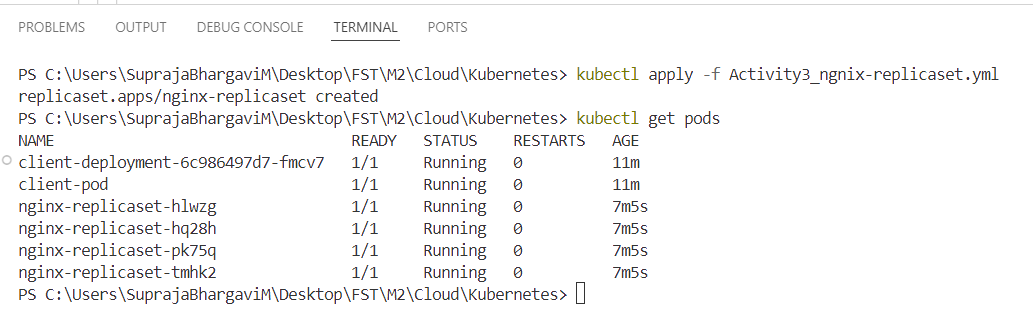 PROBLEMS OUTPUT DEBUG CONSOLE TERMINAL PORTS
PS C:\Users\SuprajaBhargaviM\Desktop\FST\M2\Cloud\Kubernetes> kubectl apply -f Activity3_ngnix-replicaset.yml
replicaset.apps/nginx-replicaset created
PS C:\Users\SuprajaBhargaviM\Desktop\FST\M2\Cloud\Kubernetes> kubectl get pods
NAME READY STATUS RESTARTS AGE
client-deployment-6c986497d7-fmcv7 1/1 Running 0 11m
client-pod 1/1 Running 0 11m
nginx-replicaset-hlwzg 1/1 Running 0 7m5s
nginx-replicaset-hq28h 1/1 Running 0 7m5s
nginx-replicaset-pk75q 1/1 Running 0 7m5s
nginx-replicaset-tmhk2 1/1 Running 0 7m5s
PS C:\Users\SuprajaBhargaviM\Desktop\FST\M2\Cloud\Kubernetes>